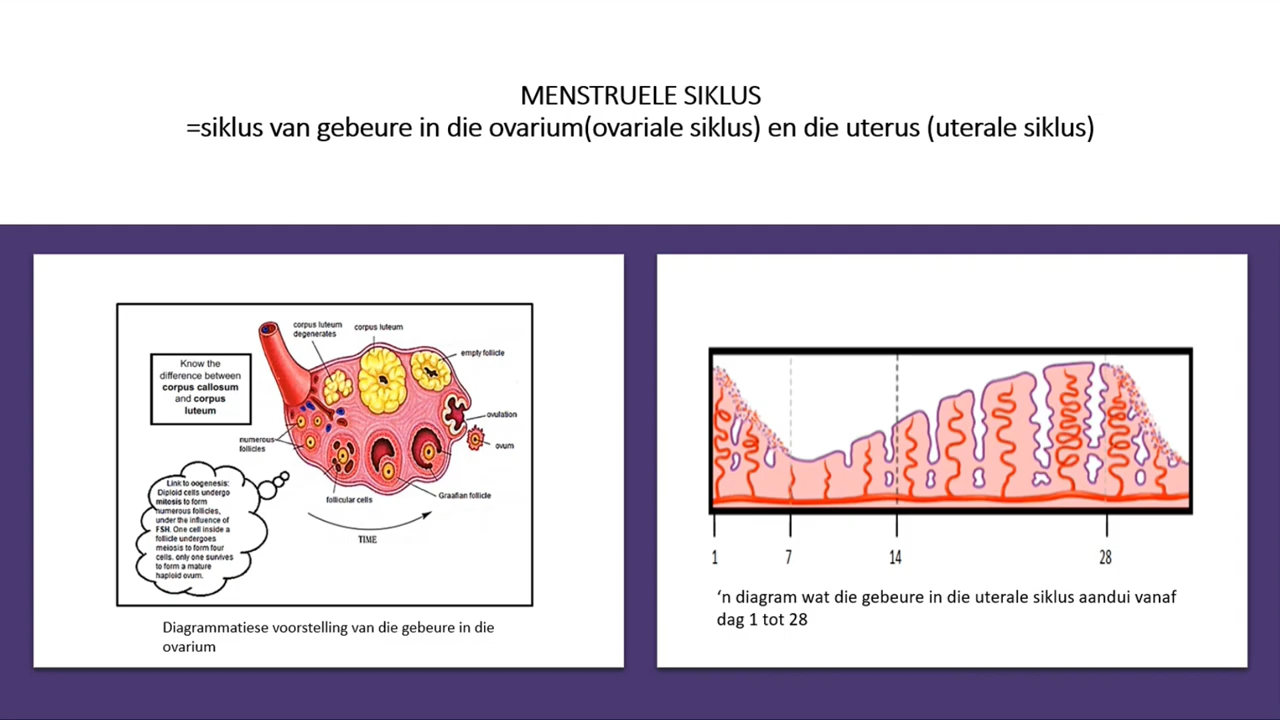 MENSTRUELE SIKLUS
=siklus van gebeure in die ovarium(ovariale siklus) en die uterus (uterale siklus)
Know the
difference between
corpus callosum
and corpus
luteum
corpus luteum
degenerates
corpus luteum
empty follicle
ovulation
ovum
numerous
follicles
Graafian follicle
follicular cells
TIME
Link to oogenesis:
Diploid cells undergo
mitosis to form
numerous follicles,
under the influence of
FSH. One cell inside a
follicle undergoes
meiosis to form four
cells. only one survives
to form a mature
haploid ovum.
Diagrammatiese voorstelling van die gebeure in die
ovarium
1 7 14 28
‘n diagram wat die gebeure in die uterale siklus aandui vanaf
dag 1 tot 28